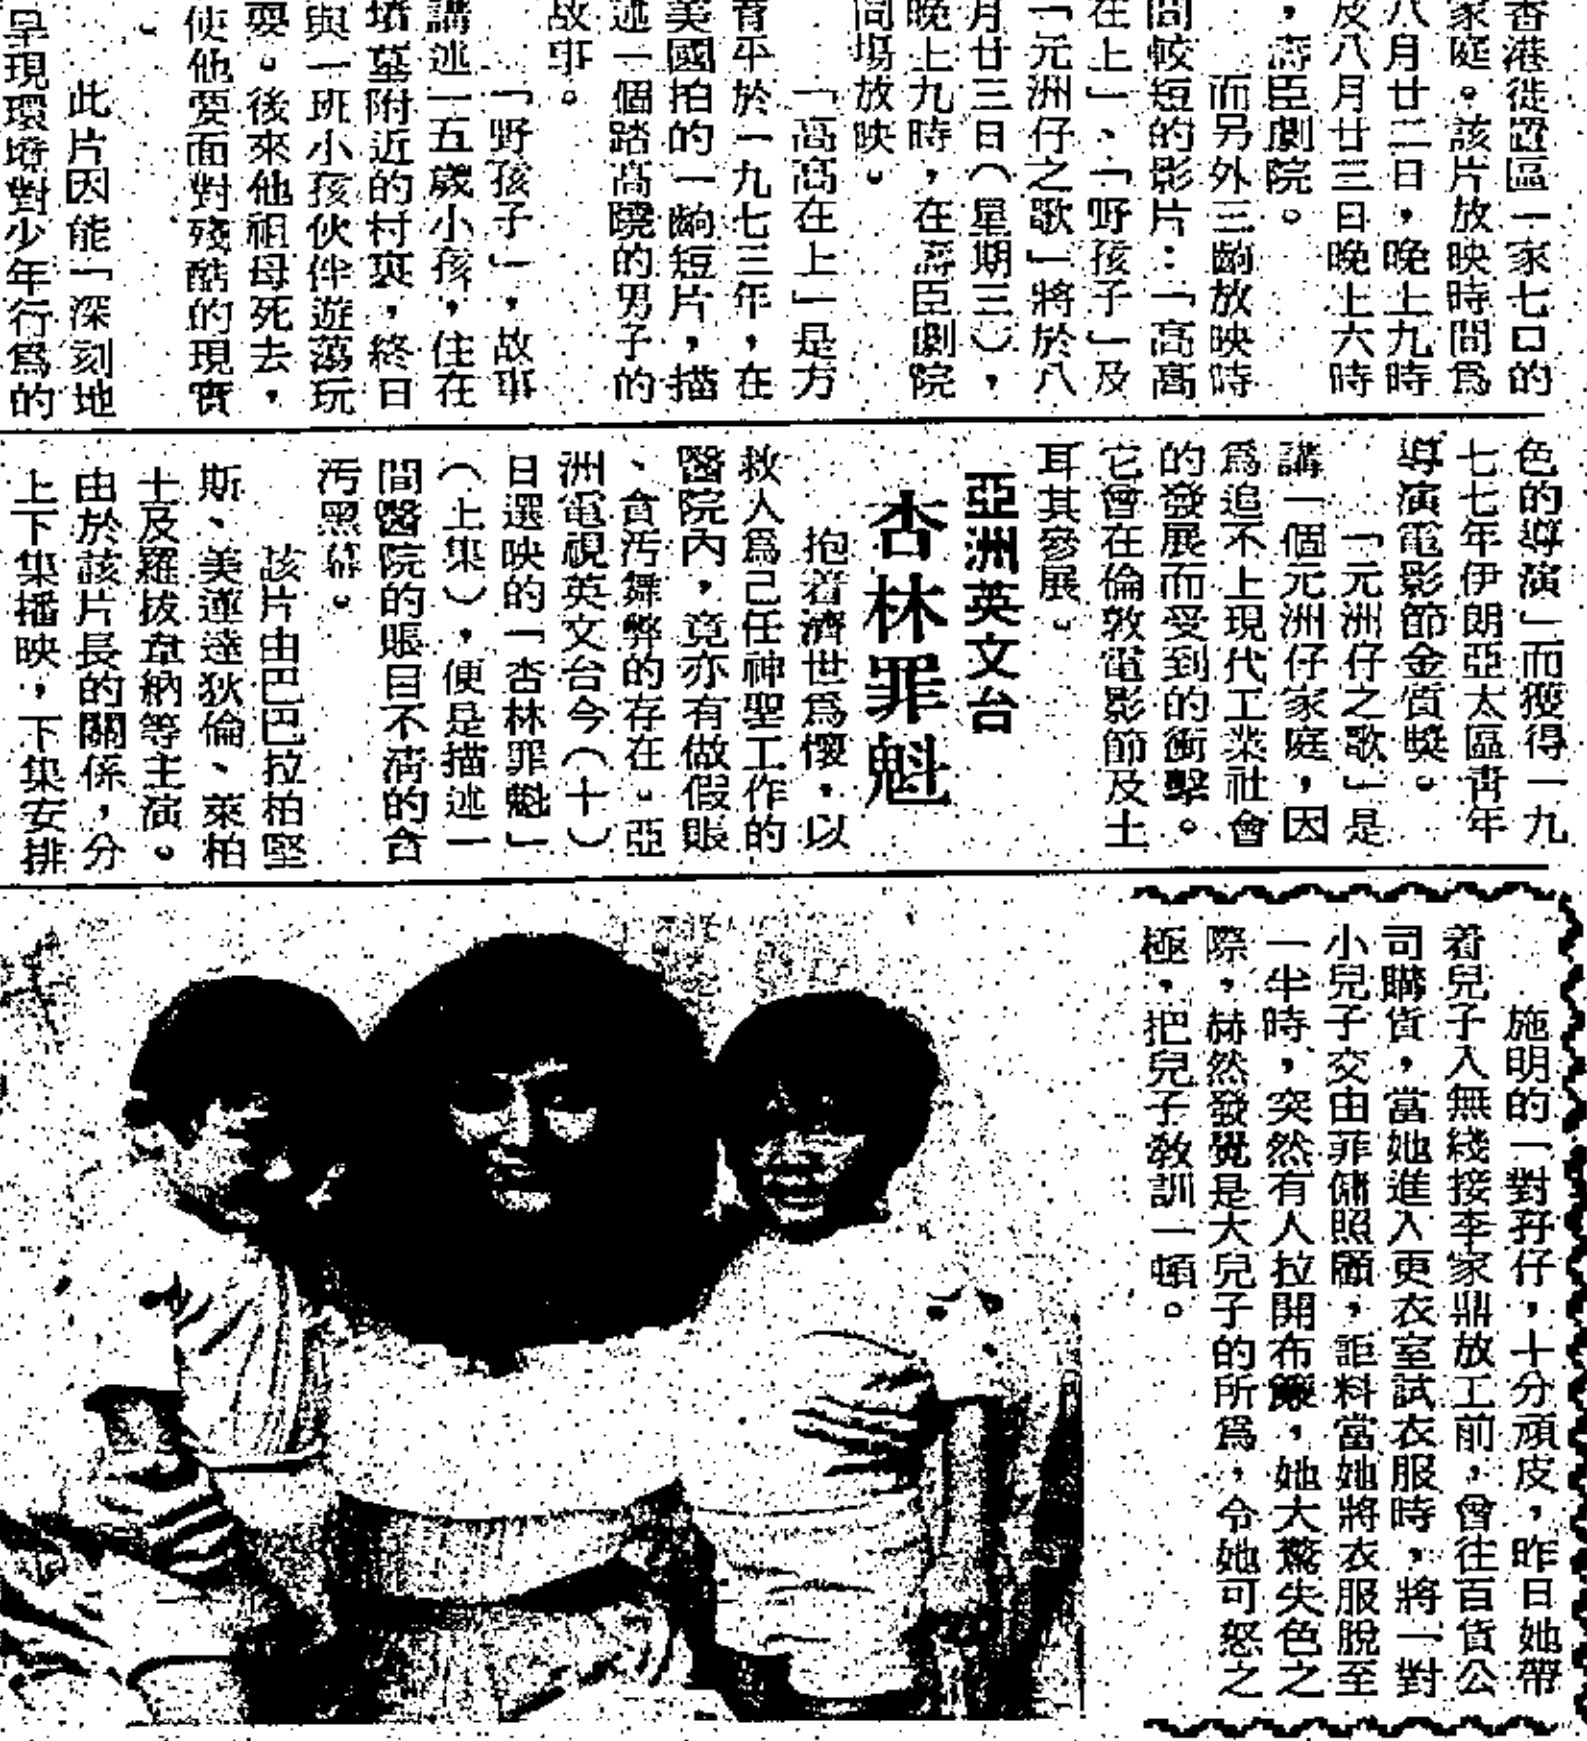 香港徙置區一家七口的
家庭。該片放映時間爲
八月廿二日，晚上九時
及八月廿三日晚上六時
，壽臣劇院。
而另外三齣放映時
間較短的影片：「高高
在上」、「野孩子」及
「元洲仔之歌」將於八
月廿三日（星期三），
晚上九時，在壽臣劇院
同場放映。
「高高在上」是方
育平於一九七三年，在
美國拍的一齣短片，描
述一個踏高蹺的男子的
故事。
「野孩子」，故事
講述一五歲小孩，住在
墳墓附近的村裏，終日
與一班小孩伙伴遊蕩玩
耍。後來他祖母死去，
使他要面對殘酷的現實
。
此片因能「深刻地
呈現環境對少年行爲的
色的導演」而獲得一九
七七年伊朗亞太區青年
導演電影節金質獎。
「元洲仔之歌」是
講一個元洲仔家庭，因
爲追不上現代工業社會
的發展而受到的衝擊。
它曾在倫敦電影節及土
耳其參展。
亞洲英文台
杏林罪魁
抱着濟世爲懷，以
救人爲己任神聖工作的
醫院內，竟亦有做假賬
、貪污舞弊的存在。亞
洲電視英文台今（十）
日選映的「杏林罪魁」
（上集），便是描述一
間醫院的賬目不清的含
污黑幕。
該片由巴巴拉柏堅
斯、美蓮達狄倫、萊柏
士及羅拔韋納等主演。
由於該片長的關係，分
上下集播映，下集安排
施明的一對孖仔，十分頑皮，昨日她帶
着兒子入無綫接李家鼎放工前，曾往百貨公
司購貨，當她進入更衣室試衣服時，將一對
小兒子交由菲傭照顧，詎料當她將衣服脫至
一半時，突然有人拉開布簾，她大驚失色之
際，赫然發覺是大兒子的所爲，令她可怒之
極，把兒子教訓一頓。